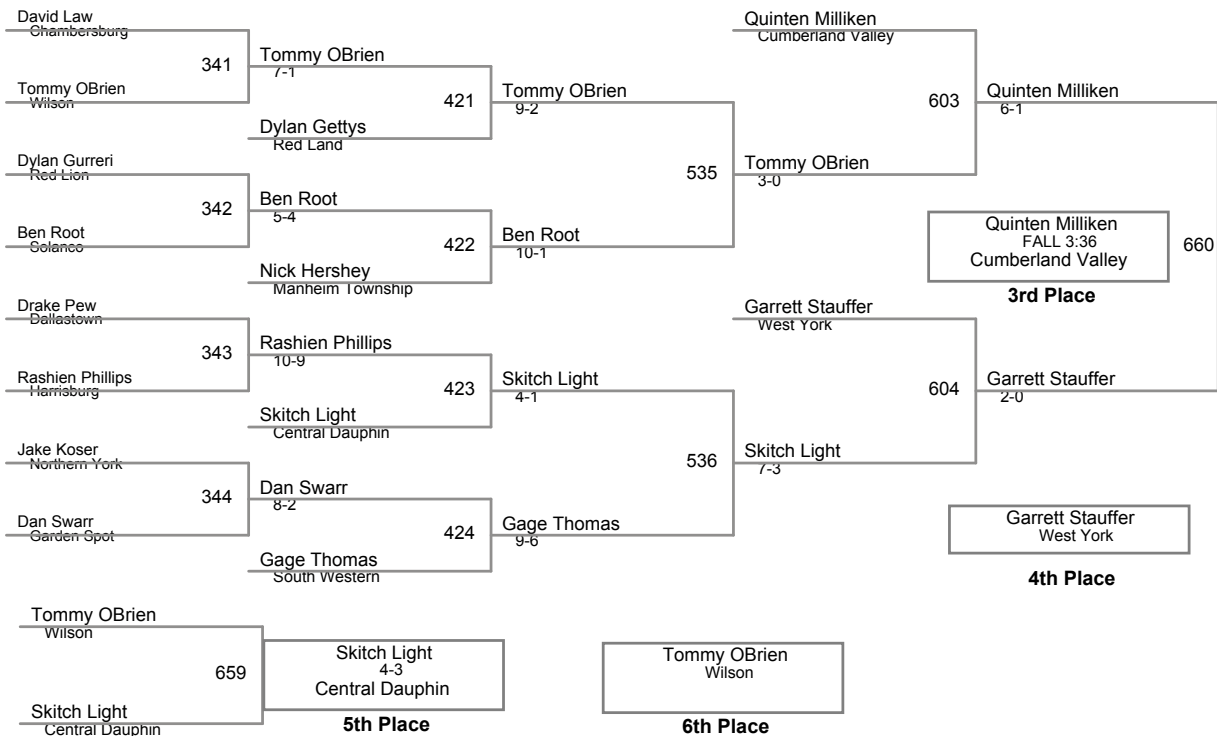 David Law
Chambersburg
341
Tommy OBrien
Wilson
Dylan Gurreri
Red Lion
342
Ben Root
Solanco
Drake Pew
Dallastown
343
Rashien Phillips
Harrisburg
Jake Koser
Northern York
344
Dan Swarr
Garden Spot
Tommy OBrien
7-1
421
Dylan Gettys
Red Land
Ben Root
5-4
422
Nick Hershey
Manheim Township
Rashien Phillips
10-9
423
Skitch Light
Central Dauphin
Dan Swarr
8-2
424
Gage Thomas
South Western
Tommy OBrien
9-2
535
Ben Root
10-1
Skitch Light
4-1
536
Gage Thomas
9-6
Quinten Milliken
Cumberland Valley
603
Tommy OBrien
3-0
Garrett Stauffer
West York
604
Skitch Light
7-3
Quinten Milliken
6-1
Quinten Milliken
FALL 3:36
Cumberland Valley
660
3rd Place
Garrett Stauffer
2-0
Garrett Stauffer
West York
4th Place
Tommy OBrien
Wilson
659
Skitch Light
Central Dauphin
Skitch Light
4-3
Central Dauphin
5th Place
Tommy OBrien
Wilson
6th Place